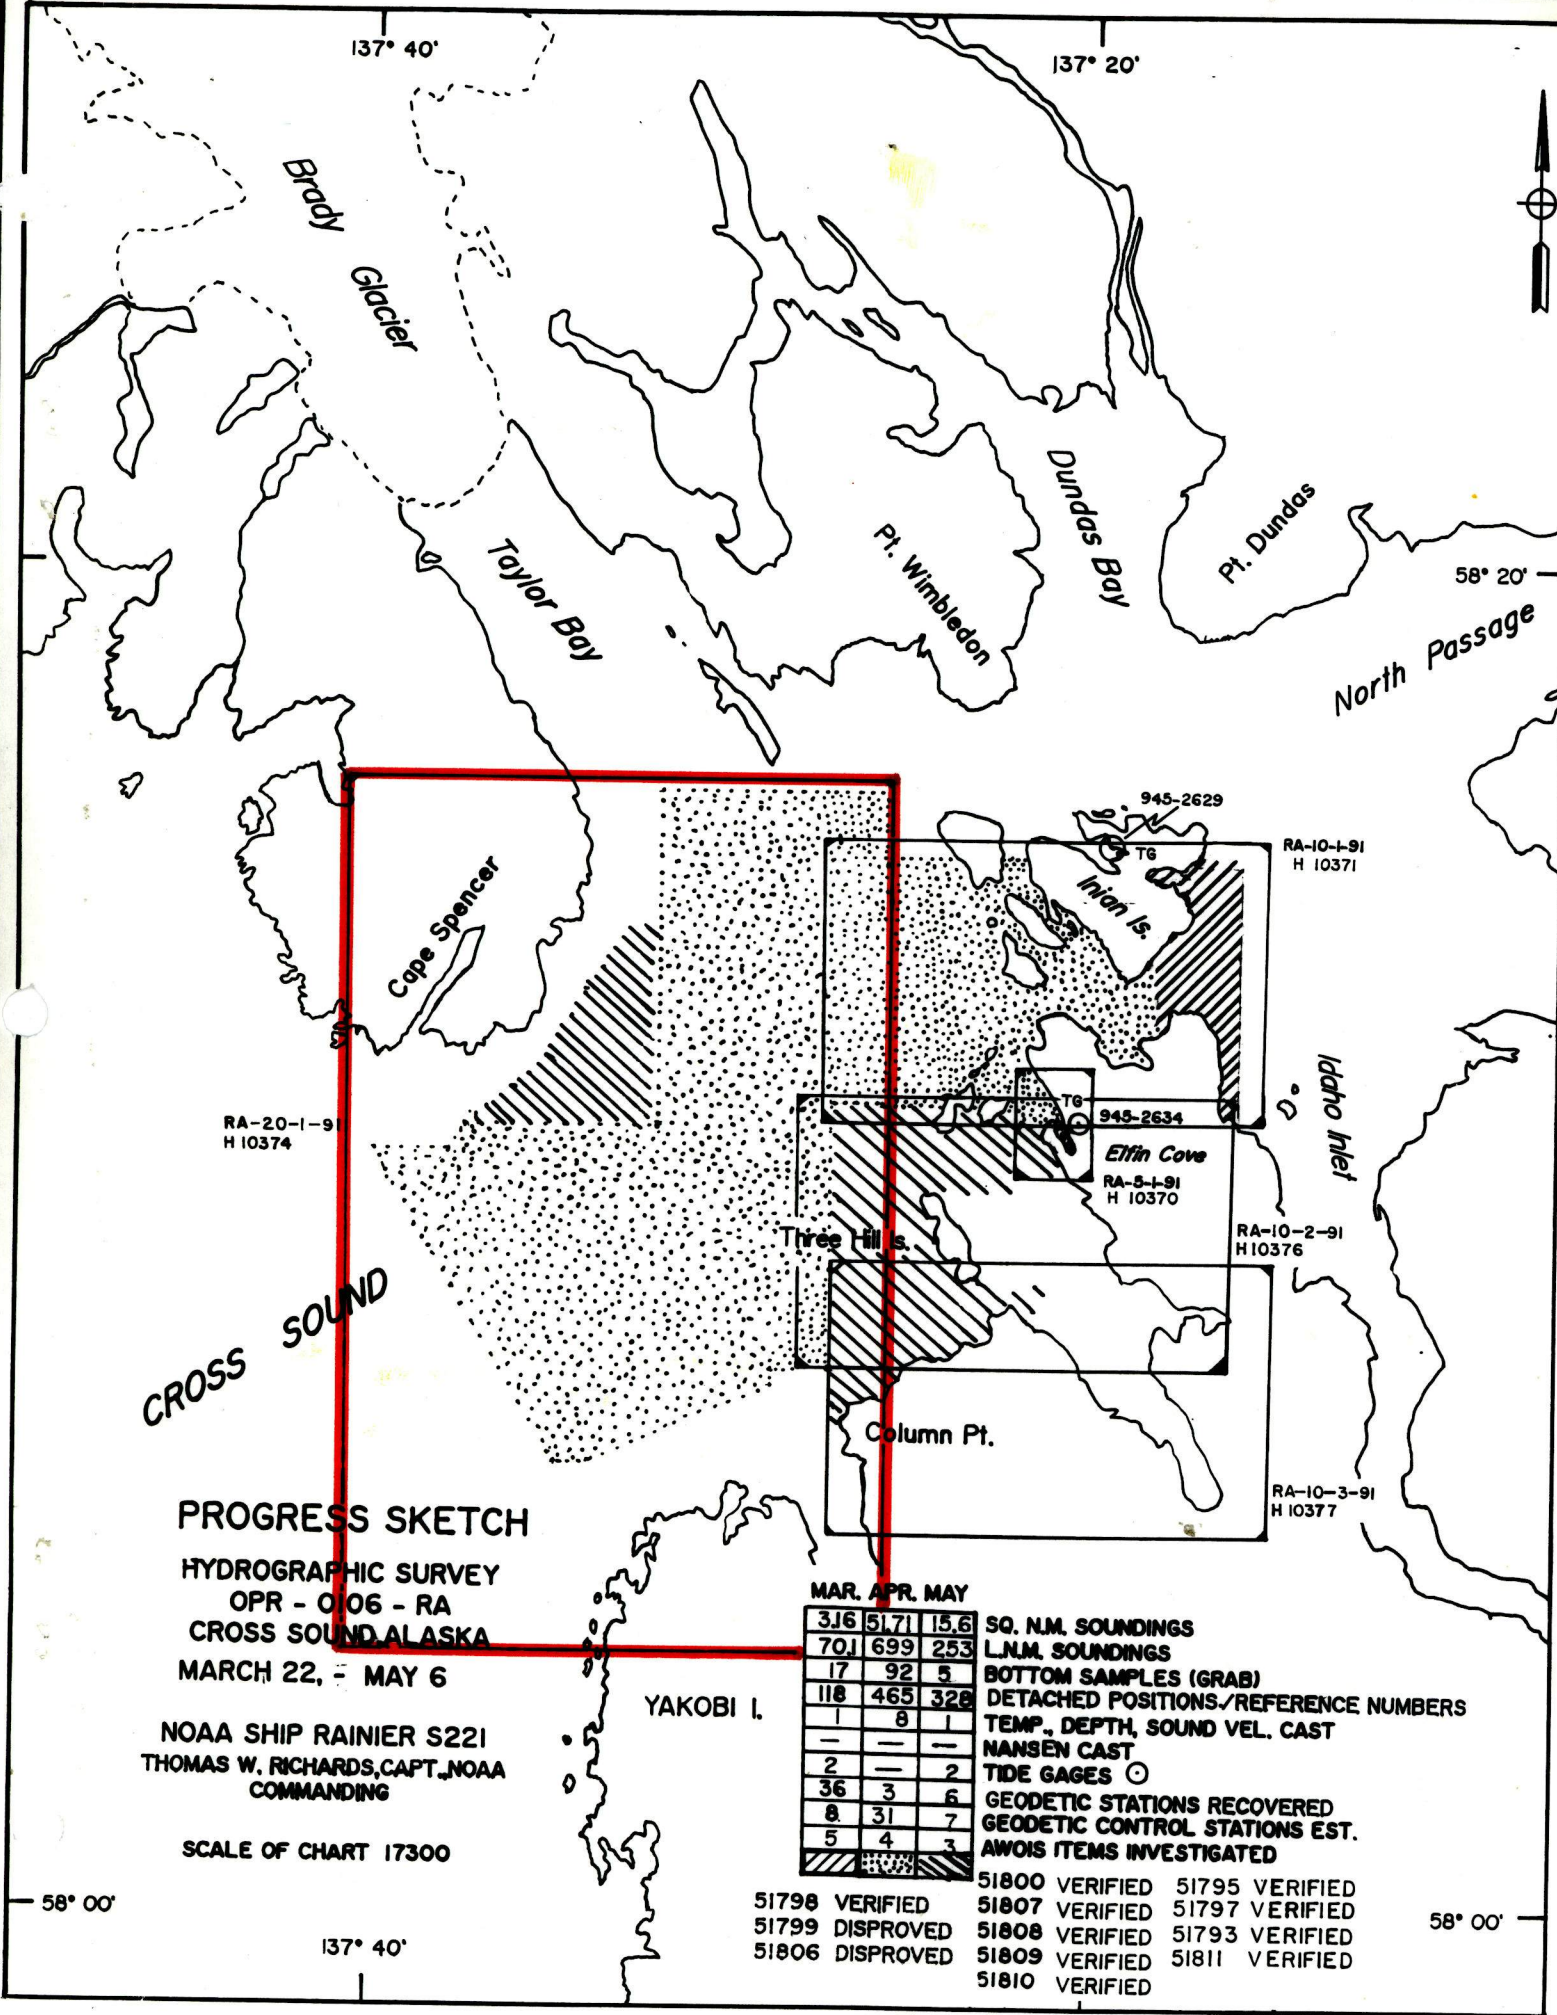 137° 40'
137° 20'
Brady Glacier
Taylor Bay
Pt. Wimbledon
Dundas Bay
Pt. Dundas
58° 20'
North Passage
945-2629
TG
RA-10-1-91
H 10371
Inian Is.
Cape Spencer
RA-20-1-91
H 10374
TG
945-2634
Elfin Cove
RA-5-1-91
H 10370
Idaho Inlet
Three Hill Is.
RA-10-2-91
H10376
CROSS SOUND
Column Pt.
RA-10-3-91
H 10377
PROGRESS SKETCH
HYDROGRAPHIC SURVEY
OPR - O106 - RA
CROSS SOUND, ALASKA
MARCH 22, - MAY 6
NOAA SHIP RAINIER S221
THOMAS W. RICHARDS, CAPT., NOAA
COMMANDING
SCALE OF CHART 17300
YAKOBI I.
MAR. APR. MAY
3.16 51.71 15.6 SQ. N.M. SOUNDINGS
70.1 699 253 L.N.M. SOUNDINGS
17 92 5 BOTTOM SAMPLES (GRAB)
118 465 328 DETACHED POSITIONS/REFERENCE NUMBERS
1 8 1 TEMP., DEPTH, SOUND VEL. CAST
— — — NANSEN CAST
2 — 2 TIDE GAGES
36 3 6 GEODETIC STATIONS RECOVERED
8 31 7 GEODETIC CONTROL STATIONS EST.
5 4 3 AWOIS ITEMS INVESTIGATED
51800 VERIFIED 51795 VERIFIED
51798 VERIFIED 51807 VERIFIED 51797 VERIFIED
51799 DISPROVED 51808 VERIFIED 51793 VERIFIED
51806 DISPROVED 51809 VERIFIED 51811 VERIFIED
51810 VERIFIED
58° 00'
58° 00'
137° 40'